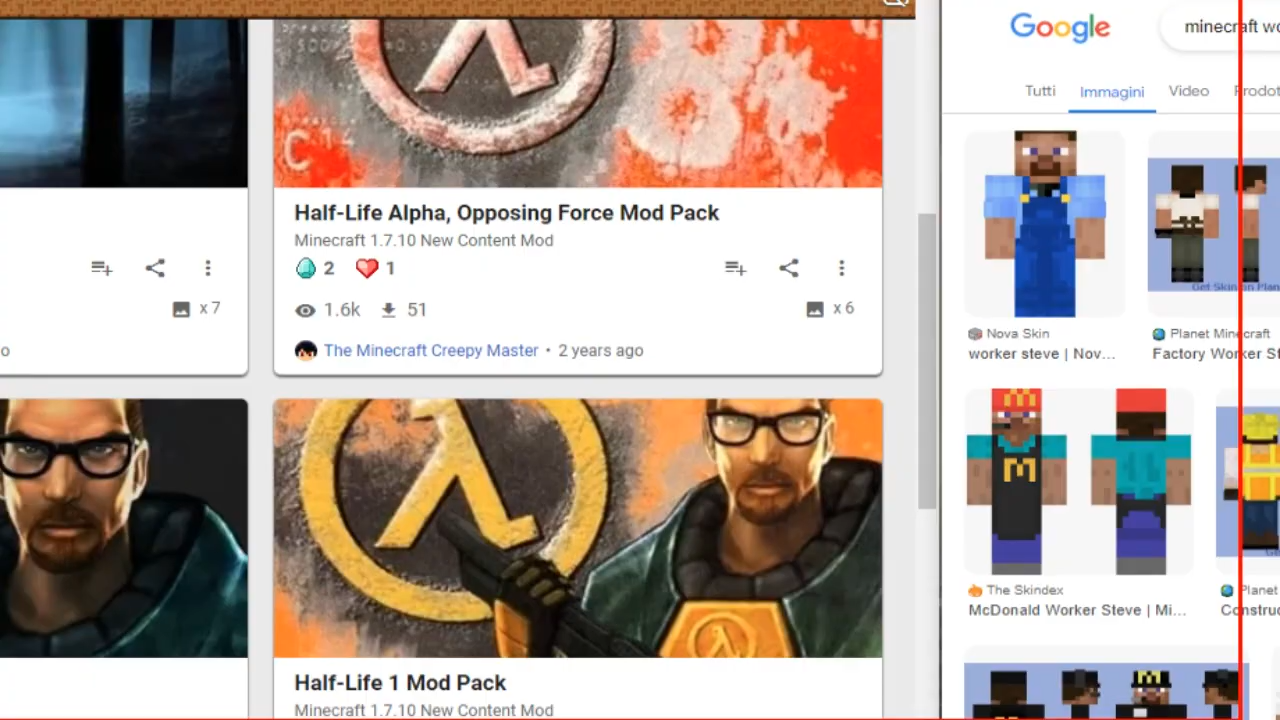 Half-Life Alpha, Opposing Force Mod Pack
Minecraft 1.7.10 New Content Mod
2 1
x 7
1.6k 51
x 6
o
The Minecraft Creepy Master • 2 years ago
Half-Life 1 Mod Pack
Minecraft 1.7.10 New Content Mod
Google
minecraft wo
Tutti Immagini Video Prodot
Nova Skin
worker steve | Nov...
Planet Minecraft
Factory Worker St
The Skindex
McDonald Worker Steve | Mi...
Planet
Construc